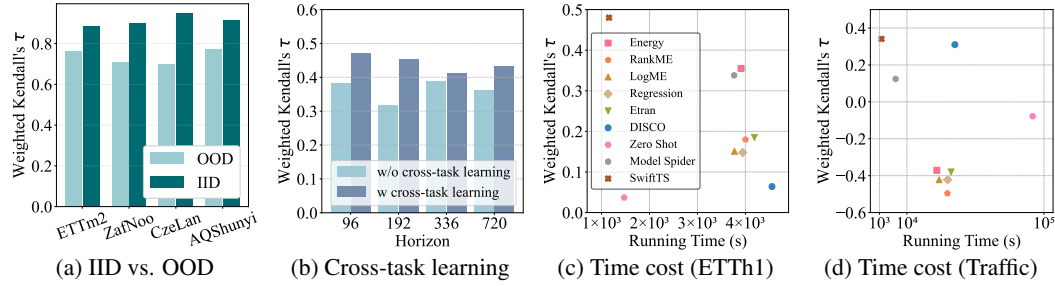 Weighted Kendall's τ
0.8
0.6
0.4
0.2
0.0
OOD
IID
ETTm2
ZafNoo
CzeLan
AQShunyi
(a) IID vs. OOD
Weighted Kendall's τ
0.6
0.5
0.4
0.3
0.2
0.1
0.0
w/o cross-task learning
w cross-task learning
96
192
336
720
Horizon
(b) Cross-task learning
Weighted Kendall's τ
0.5
0.4
0.3
0.2
0.1
0.0
Energy
RankME
LogME
Regression
Etran
DISCO
Zero Shot
Model Spider
SwiftTS
1×10³
2×10³
3×10³
4×10³
Running Time (s)
(c) Time cost (ETTh1)
Weighted Kendall's τ
0.4
0.2
0.0
−0.2
−0.4
−0.6
10³
10⁴
10⁵
Running Time (s)
(d) Time cost (Traffic)